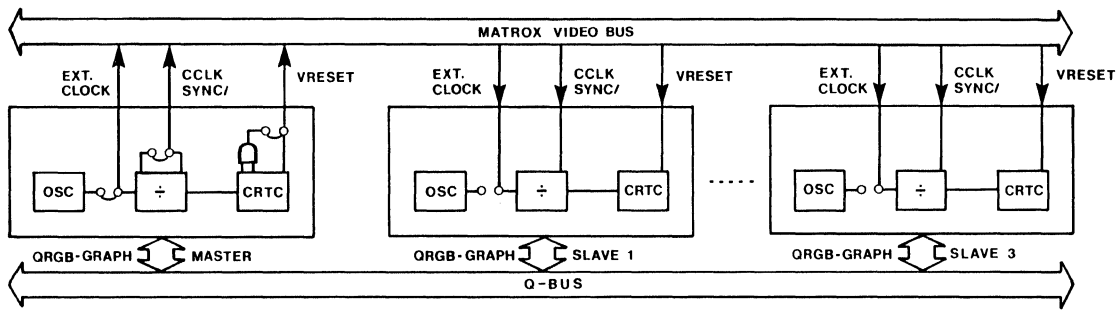 MATROX VIDEO BUS
EXT.
CLOCK
CCLK
SYNC/
VRESET
EXT.
CLOCK
CCLK
SYNC/
VRESET
EXT.
CLOCK
CCLK
SYNC/
VRESET
OSC
÷
CRTC
OSC
÷
CRTC
.....
OSC
÷
CRTC
QRGB-GRAPH MASTER
QRGB-GRAPH SLAVE 1
QRGB-GRAPH SLAVE 3
Q-BUS